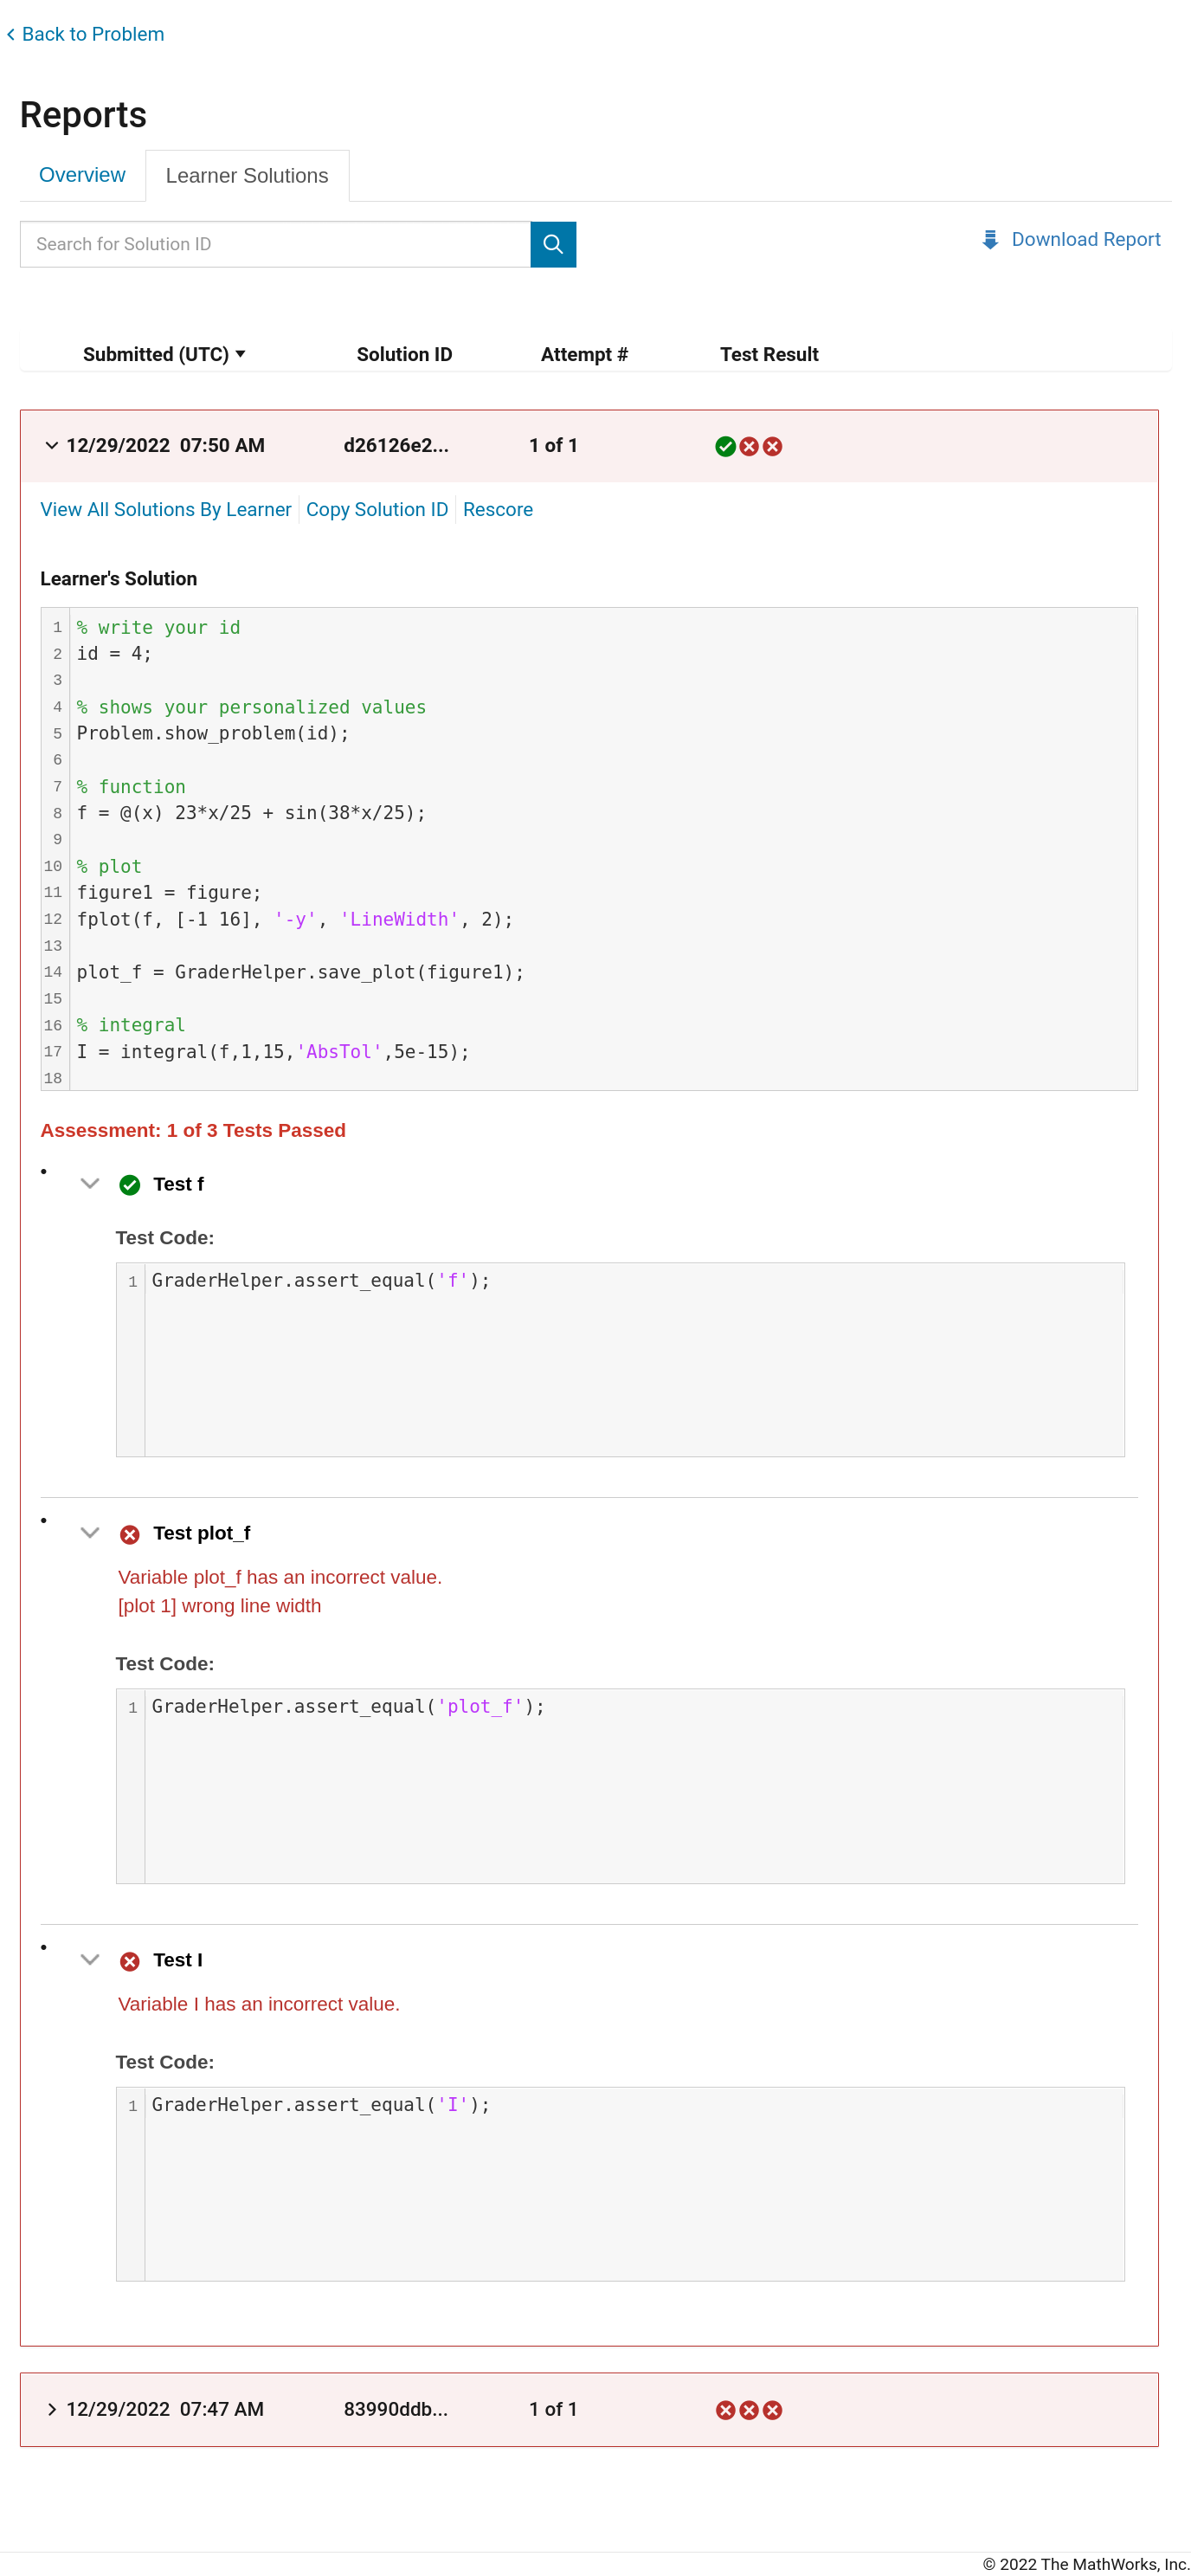 Back to Problem
Reports
Overview
Learner Solutions
Search for Solution ID
Download Report
Submitted (UTC) Solution ID Attempt # Test Result
12/29/2022 07:50 AM d26126e2... 1 of 1
View All Solutions By Learner Copy Solution ID Rescore
Learner's Solution
1 % write your id
2 id = 4;
3
4 % shows your personalized values
5 Problem.show_problem(id);
6
7 % function
8 f = @(x) 23*x/25 + sin(38*x/25);
9
10 % plot
11 figure1 = figure;
12 fplot(f, [-1 16], '-y', 'LineWidth', 2);
13
14 plot_f = GraderHelper.save_plot(figure1);
15
16 % integral
17 I = integral(f,1,15,'AbsTol',5e-15);
18
Assessment: 1 of 3 Tests Passed
Test f
Test Code:
1 GraderHelper.assert_equal('f');
Test plot_f
Variable plot_f has an incorrect value.
[plot 1] wrong line width
Test Code:
1 GraderHelper.assert_equal('plot_f');
Test I
Variable I has an incorrect value.
Test Code:
1 GraderHelper.assert_equal('I');
12/29/2022 07:47 AM 83990ddb... 1 of 1
© 2022 The MathWorks, Inc.